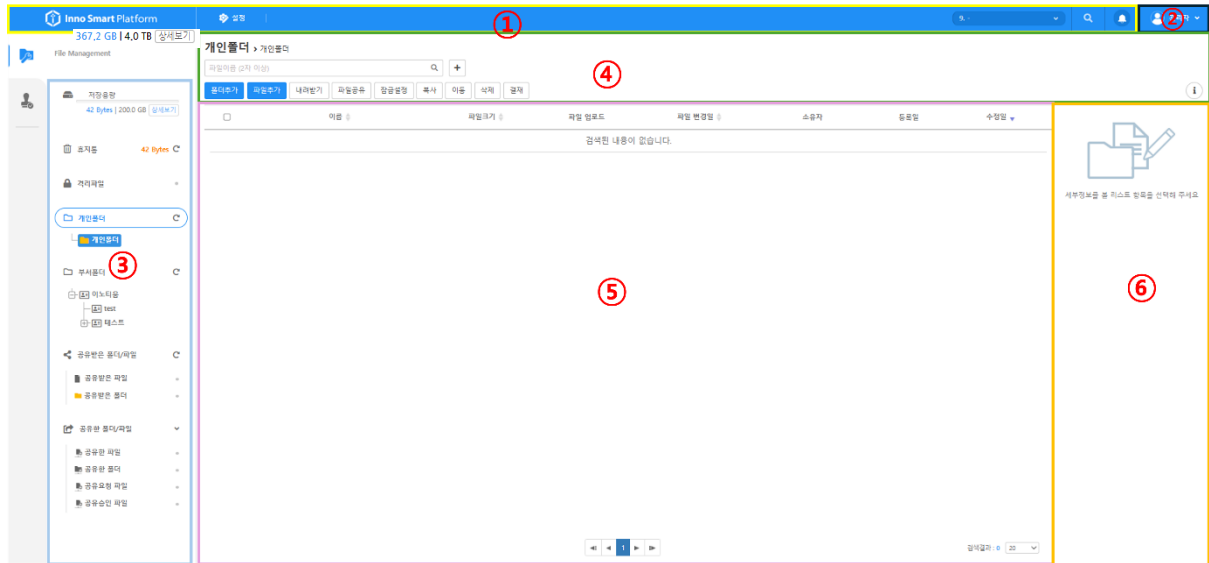 Inno Smart Platform
설정
①
②
367,2 GB | 4,0 TB 상세보기
File Management
개인폴더 > 개인폴더
파일이름 (2자 이상)
④
폴더추가 파일추가 내려받기 파일공유 잠금설정 복사 이동 삭제 결재
저장용량
42 Bytes | 200.0 GB 상세보기
휴지통 42 Bytes
격리파일
개인폴더
개인폴더
③
부서폴더
이노티움
test
테스트
공유받은 폴더/파일
공유받은 파일
공유받은 폴더
공유한 폴더/파일
공유한 파일
공유한 폴더
공유요청 파일
공유승인 파일
이름 파일크기 파일 업로드 파일 변경일 소유자 등록일 수정일
검색된 내용이 없습니다.
⑤
1
검색결과 : 0 20
세부정보를 볼 리스트 항목을 선택해 주세요
⑥